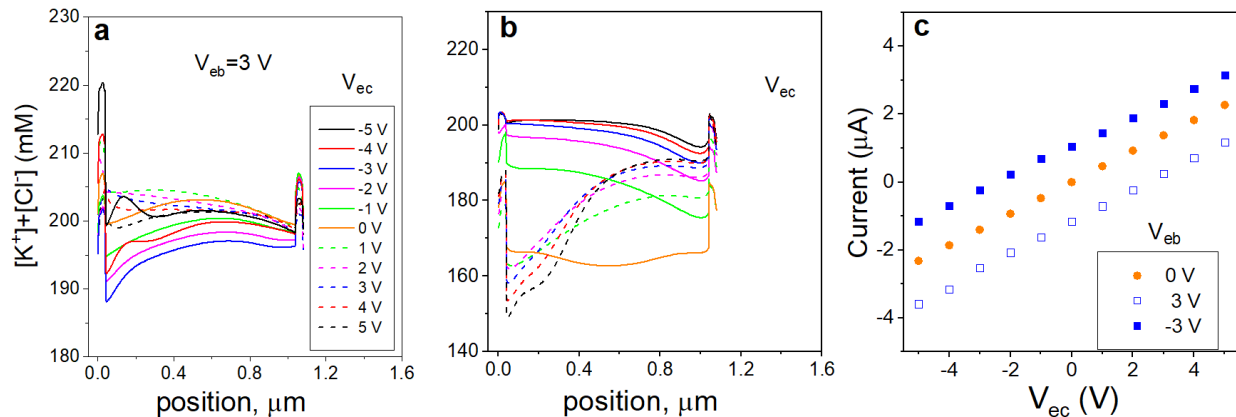 a
230
220
210
200
190
180
[K⁺]+[Cl⁻] (mM)
V_eb=3 V
V_ec
-5 V
-4 V
-3 V
-2 V
-1 V
0 V
1 V
2 V
3 V
4 V
5 V
0.0 0.4 0.8 1.2 1.6
position, μm
b
220
200
180
160
140
V_ec
0.0 0.4 0.8 1.2 1.6
position, μm
c
4
2
0
-2
-4
Current (μA)
V_eb
0 V
3 V
-3 V
-4 -2 0 2 4
V_ec (V)